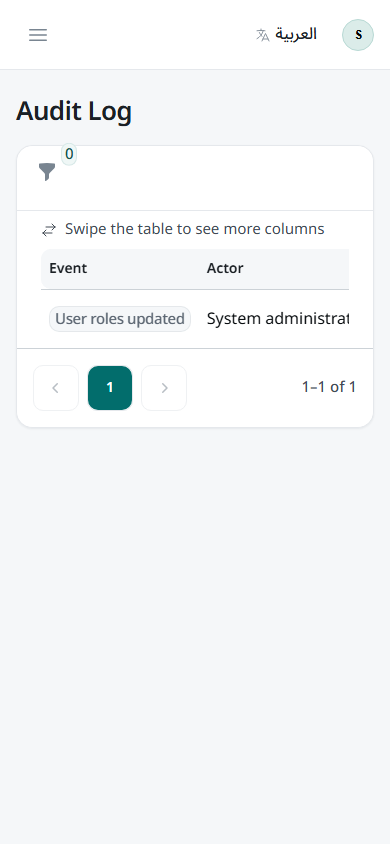 العربية
S
Audit Log
0
Swipe the table to see more columns
Event Actor
User roles updated System administrat
1
1–1 of 1